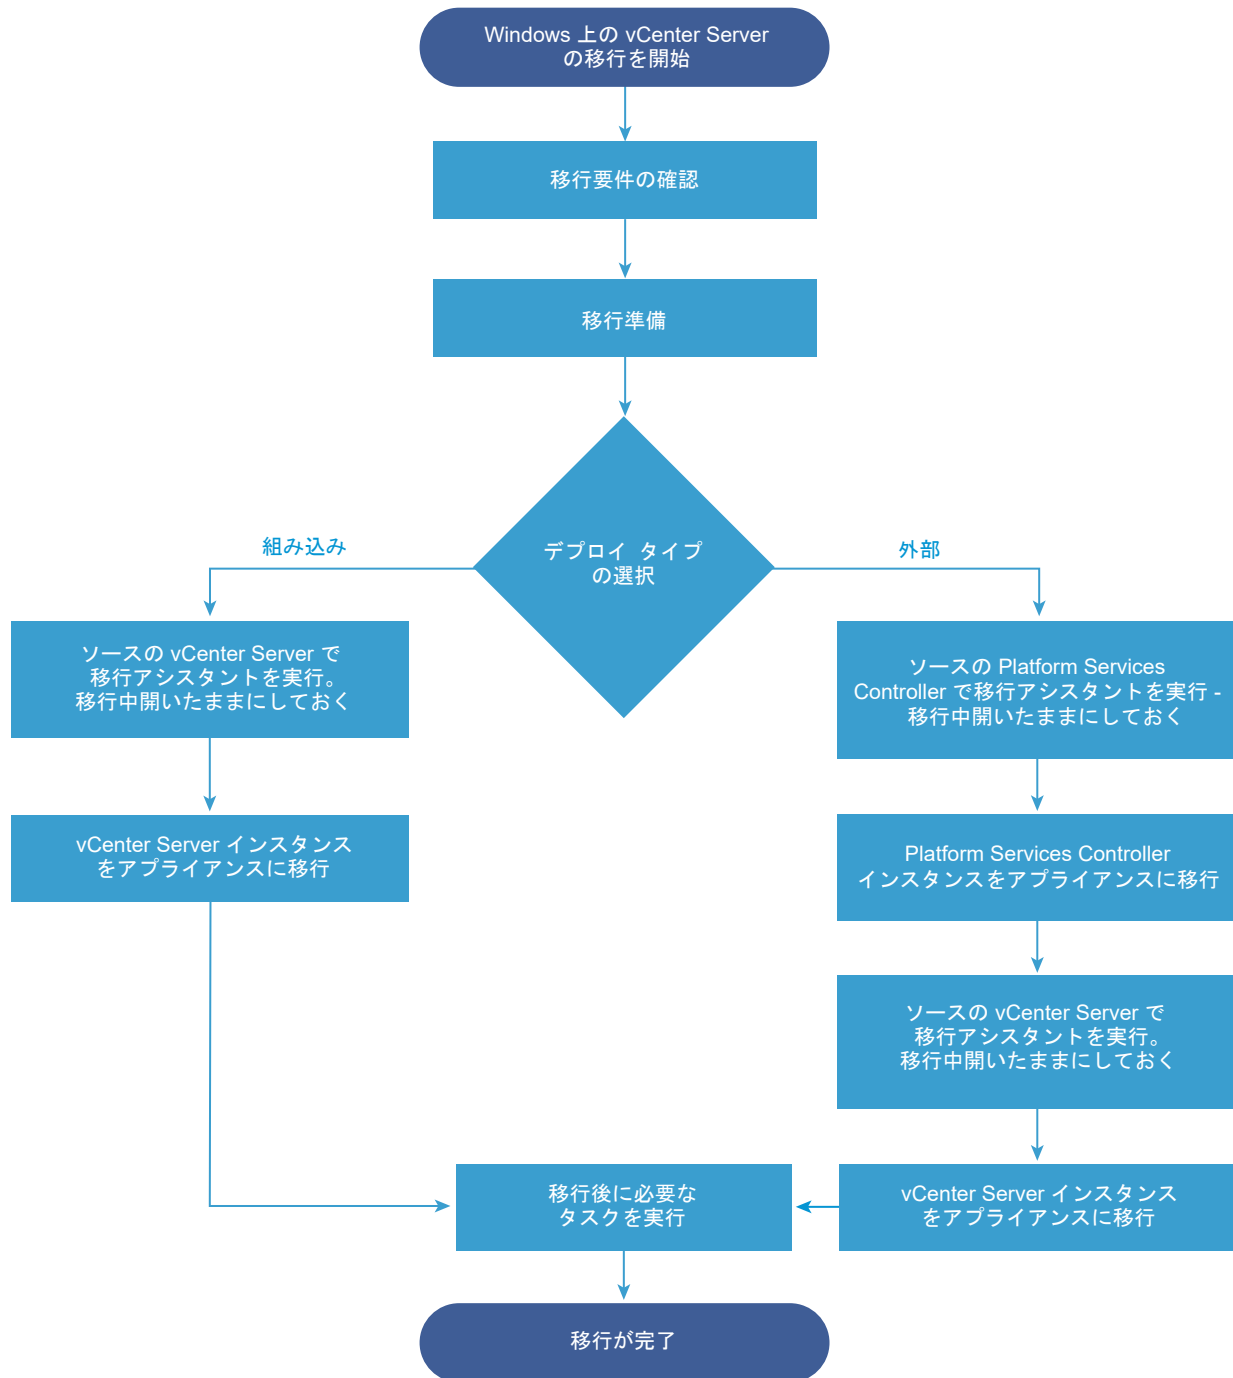 Windows 上の vCenter Server
の移行を開始
移行要件の確認
移行準備
デプロイ タイプ
の選択
組み込み
外部
ソースの vCenter Server で
移行アシスタントを実行。
移行中開いたままにしておく
vCenter Server インスタンス
をアプライアンスに移行
ソースの Platform Services
Controller で移行アシスタントを実行 -
移行中開いたままにしておく
Platform Services Controller
インスタンスをアプライアンスに移行
ソースの vCenter Server で
移行アシスタントを実行。
移行中開いたままにしておく
vCenter Server インスタンス
をアプライアンスに移行
移行後に必要な
タスクを実行
移行が完了